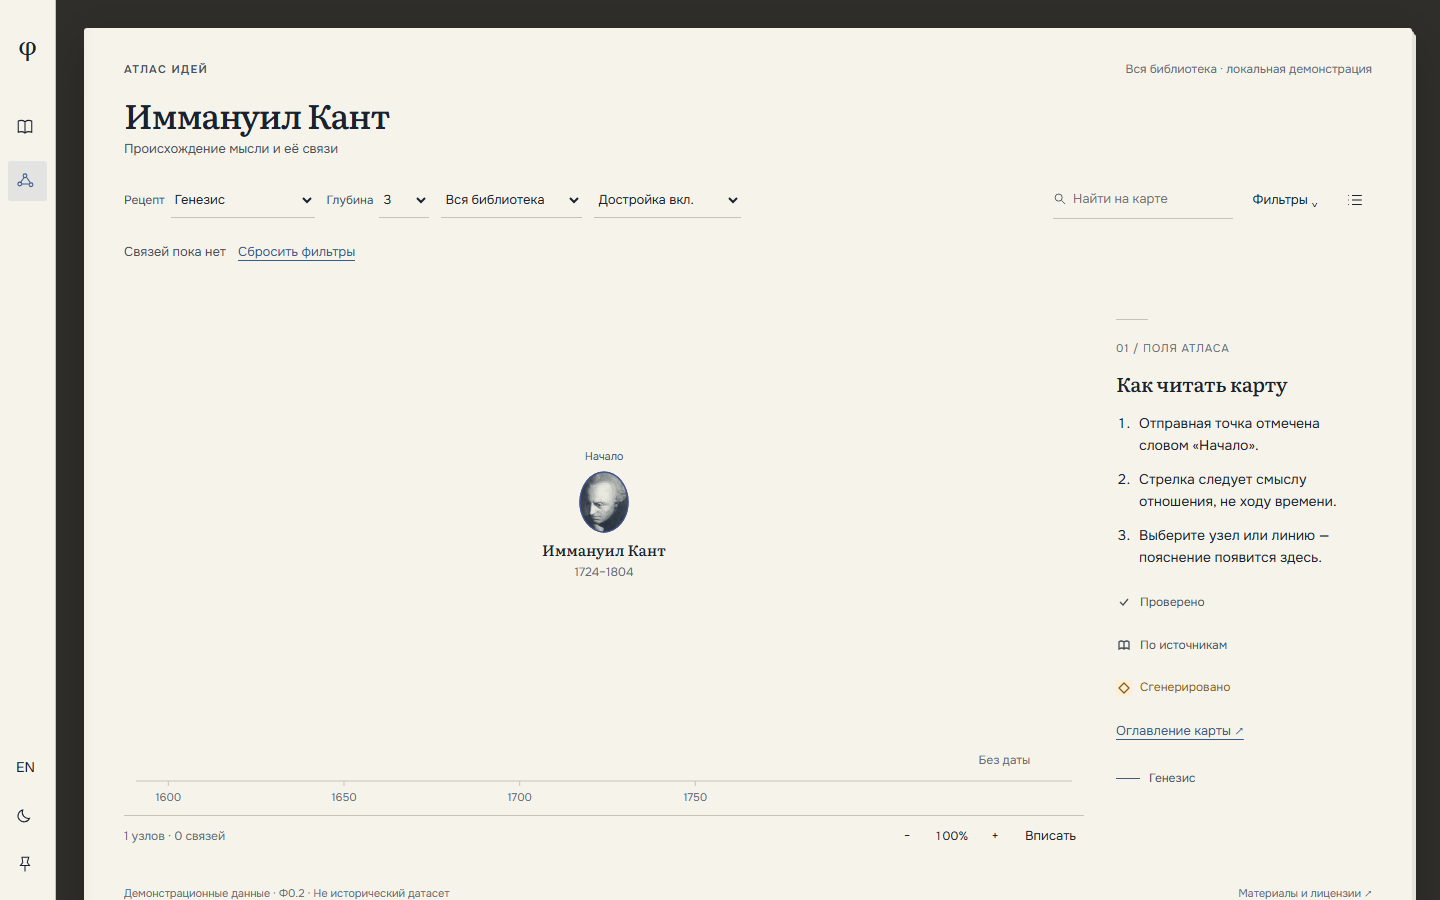 φ
АТЛАС ИДЕЙ
Вся библиотека · локальная демонстрация
Иммануил Кант
Происхождение мысли и её связи
Рецепт Генезис Глубина 3 Вся библиотека Достройка вкл. Найти на карте Фильтры
Связей пока нет Сбросить фильтры
01 / ПОЛЯ АТЛАСА
Как читать карту
1. Отправная точка отмечена
словом «Начало».
2. Стрелка следует смыслу
отношения, не ходу времени.
3. Выберите узел или линию —
пояснение появится здесь.
Проверено
По источникам
Сгенерировано
Оглавление карты ↗
Генезис
Начало
Иммануил Кант
1724–1804
Без даты
1600 1650 1700 1750
1 узлов · 0 связей
− 100% + Вписать
EN
Демонстрационные данные · Ф0.2 · Не исторический датасет
Материалы и лицензии ↗